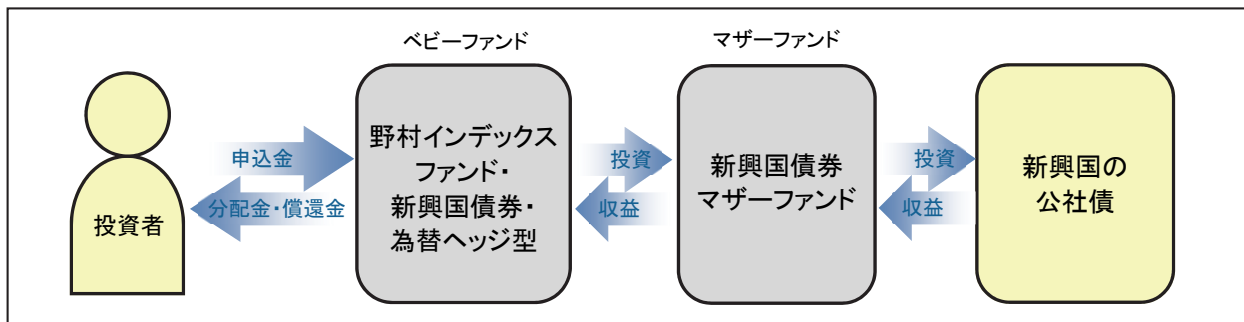 ベビーファンド
マザーファンド
投資者
申込金
分配金・償還金
野村インデックス
ファンド・
新興国債券・
為替ヘッジ型
投資
収益
新興国債券
マザーファンド
投資
収益
新興国の
公社債